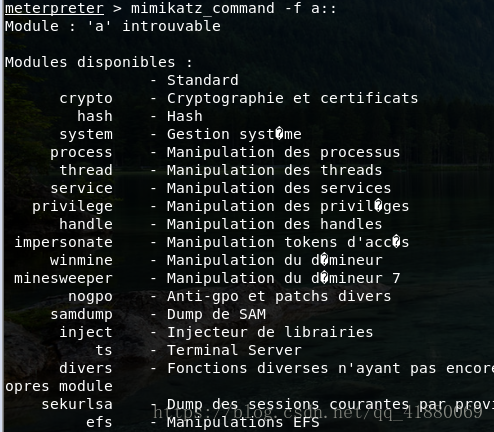 meterpreter > mimikatz_command -f a::
Module : 'a' introuvable
Modules disponibles :
- Standard
crypto - Cryptographie et certificats
hash - Hash
system - Gestion syst�me
process - Manipulation des processus
thread - Manipulation des threads
service - Manipulation des services
privilege - Manipulation des privil�ges
handle - Manipulation des handles
impersonate - Manipulation tokens d'acc�s
winmine - Manipulation du d�mineur
minesweeper - Manipulation du d�mineur 7
nogpo - Anti-gpo et patchs divers
samdump - Dump de SAM
inject - Injecteur de librairies
ts - Terminal Server
divers - Fonctions diverses n'ayant pas encore
opres module
sekurlsa - Dump des sessions courantes par provi
efs - Manipulations EFS
https://blog.csdn.net/qq_41880069